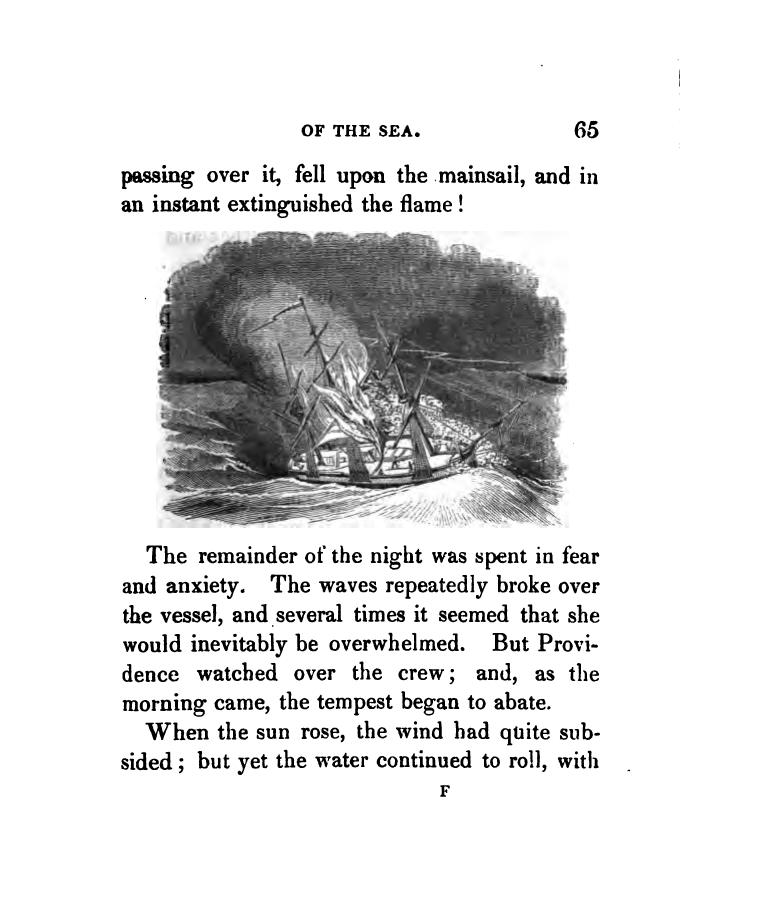 OF THE SEA. 65
passing over it, fell upon the mainsail, and in
an instant extinguished the flame !
The remainder of the night was spent in fear
and anxiety. The waves repeatedly broke over
the vessel, and several times it seemed that she
would inevitably be overwhelmed. But Provi-
dence watched over the crew; and, as the
morning came, the tempest began to abate.
When the sun rose, the wind had quite sub-
sided ; but yet the water continued to roll, with
F